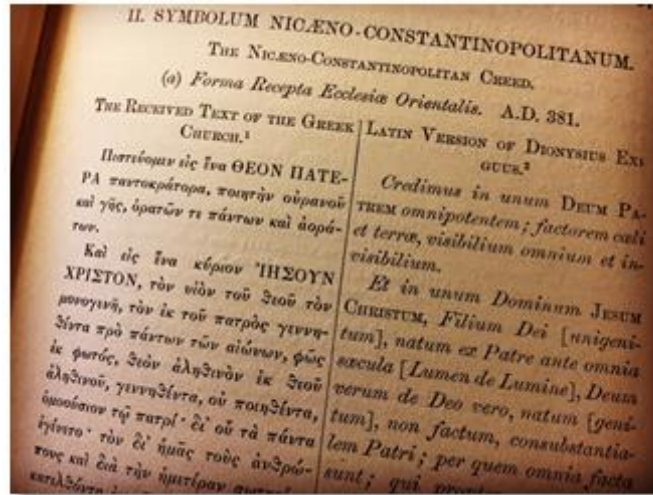 II. SYMBOLUM NICÆNO-CONSTANTINOPOLITANUM.
THE NICÆNO-CONSTANTINOPOLITAN CREED.
(a) Forma Recepta Ecclesiæ Orientalis. A.D. 381.
THE RECEIVED TEXT OF THE GREEK
CHURCH.¹
Πιστεύομεν εἰς ἕνα ΘΕΟΝ ΠΑΤΕ-
ΡΑ παντοκράτορα, ποιητὴν οὐρανοῦ
καὶ γῆς, ὁρατῶν τε πάντων καὶ ἀορά-
των.
Καὶ εἰς ἕνα κύριον ἸΗΣΟΥΝ
ΧΡΙΣΤΟΝ, τὸν υἱὸν τοῦ ϑεοῦ τὸν
μονογενῆ, τὸν ἐκ τοῦ πατρὸς γεννη-
ϑέντα πρὸ πάντων τῶν αἰώνων, φῶς
ἐκ φωτός, ϑεὸν ἀληϑινὸν ἐκ ϑεοῦ
ἀληϑινοῦ, γεννηϑέντα, οὐ ποιηϑέντα,
ὁμοούσιον τῷ πατρί· δι' οὗ τὰ πάντα
ἐγένετο· τὸν δι' ἡμᾶς τοὺς ἀνϑρώ-
πους καὶ διὰ τὴν ἡμετέραν
LATIN VERSION OF DIONYSIUS EXI
GUUS.²
Credimus in unum DEUM PA-
TREM omnipotentem; factorem cœli
et terræ, visibilium omnium et in-
visibilium.
Et in unum Dominum JESUM
CHRISTUM, Filium Dei [unigeni-
tum], natum ex Patre ante omnia
sæcula [Lumen de Lumine], Deum
verum de Deo vero, natum [geni-
tum], non factum, consubstantia-
lem Patri; per quem omnia facta
sunt; qui